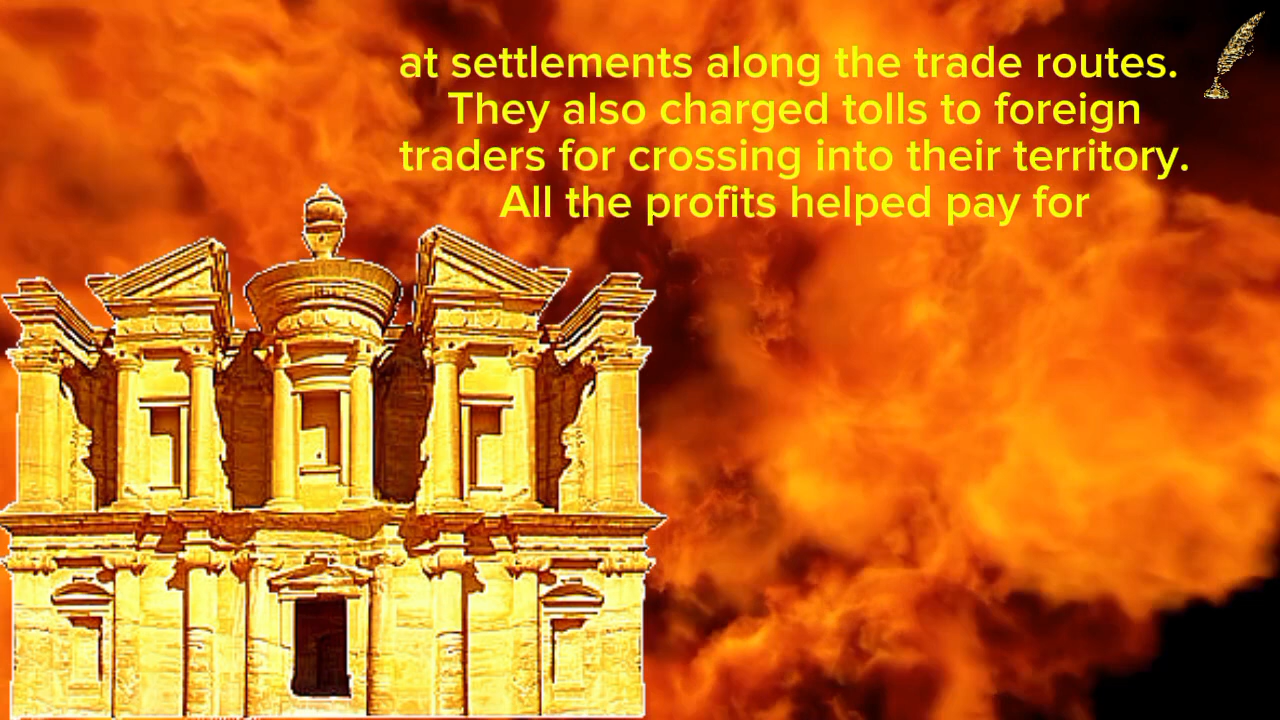 at settlements along the trade routes.
They also charged tolls to foreign
traders for crossing into their territory.
All the profits helped pay for